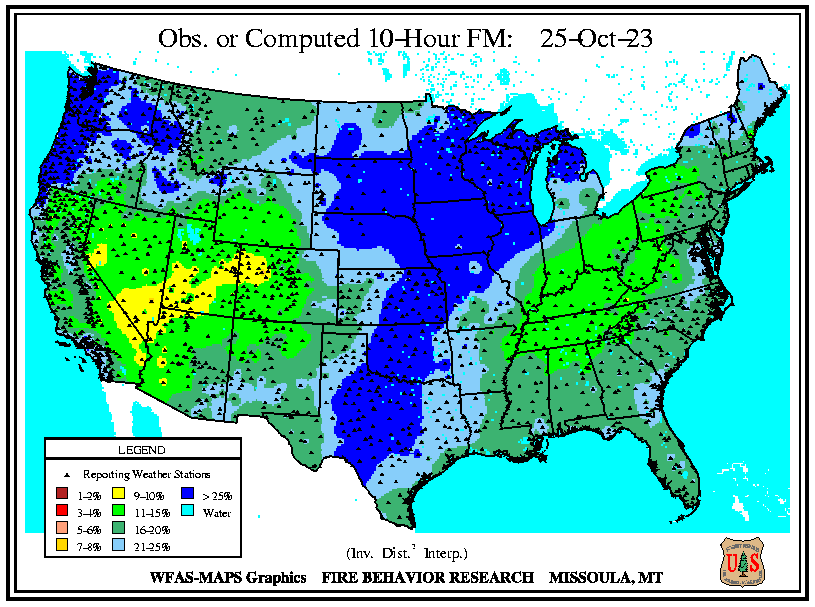 Obs. or Computed 10-Hour FM: 25-Oct-23
LEGEND
Reporting Weather Stations
1-2% 9-10% > 25%
3-4% 11-15% Water
5-6% 16-20%
7-8% 21-25%
(Inv. Dist.² Interp.)
WFAS-MAPS Graphics FIRE BEHAVIOR RESEARCH MISSOULA, MT
U S